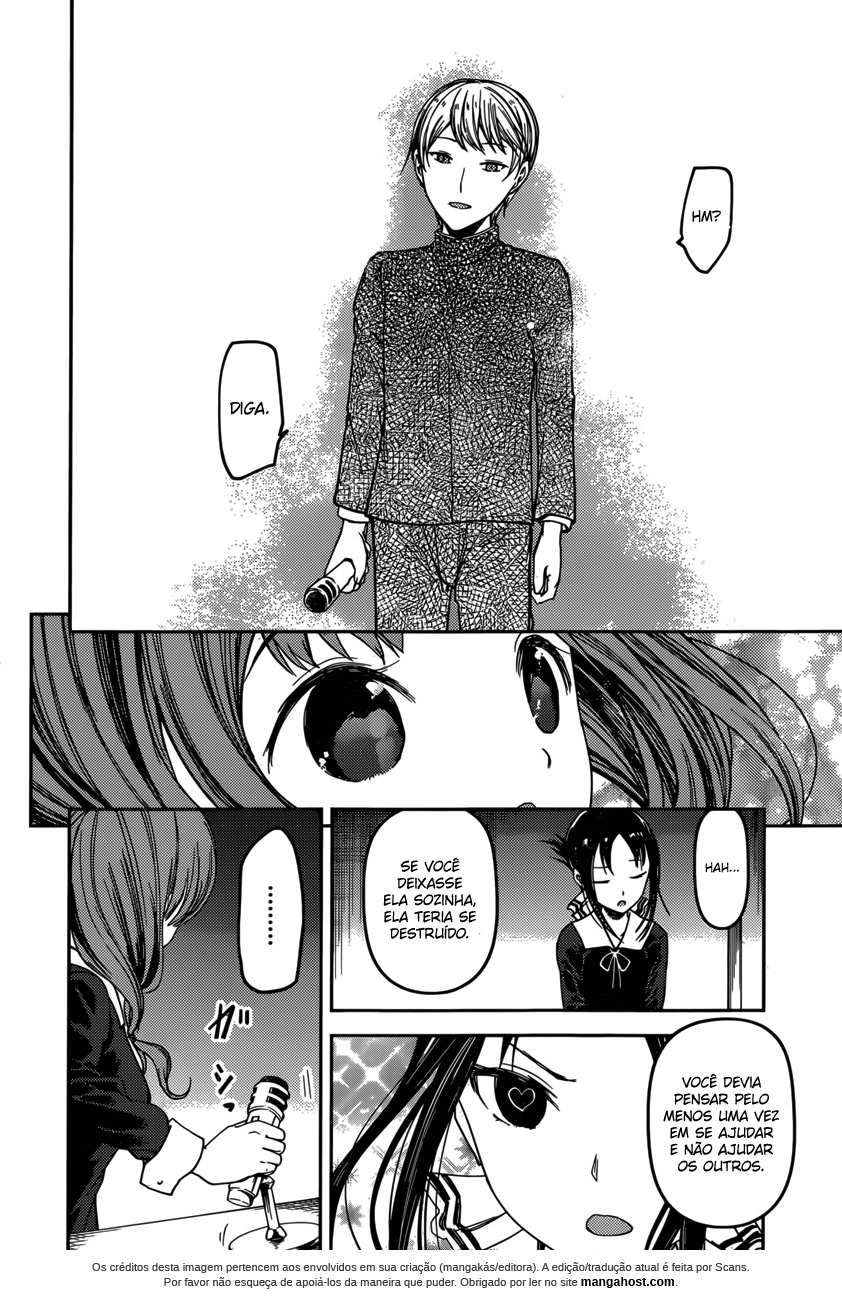 HM?
DIGA.
HAH...
SE VOCÊ
DEIXASSE
ELA SOZINHA,
ELA TERIA SE
DESTRUÍDO.
.........
ガシッ
VOCÊ DEVIA
PENSAR PELO
MENOS UMA VEZ
EM SE AJUDAR
E NÃO AJUDAR
OS OUTROS.
Os créditos desta imagem pertencem aos envolvidos em sua criação (mangakás/editora). A edição/tradução atual é feita por Scans.
Por favor não esqueça de apoiá-los da maneira que puder. Obrigado por ler no site mangahost.com.